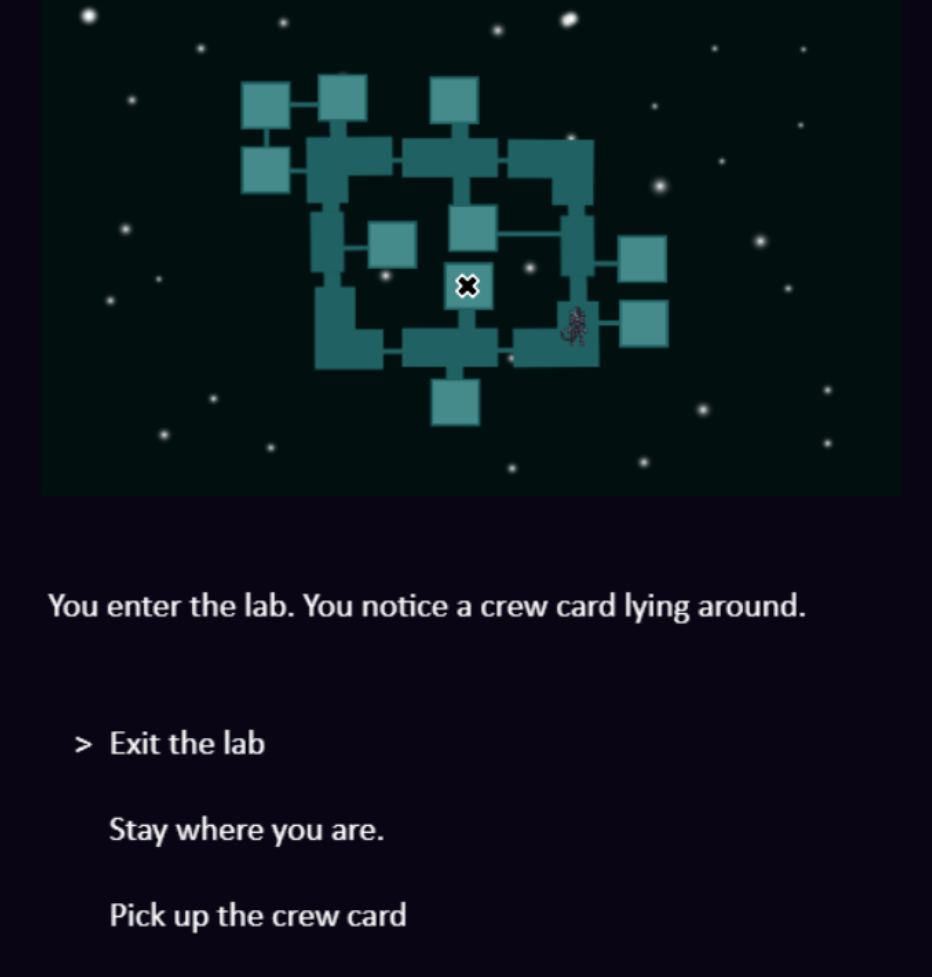 You enter the lab. You notice a crew card lying around.
> Exit the lab
Stay where you are.
Pick up the crew card